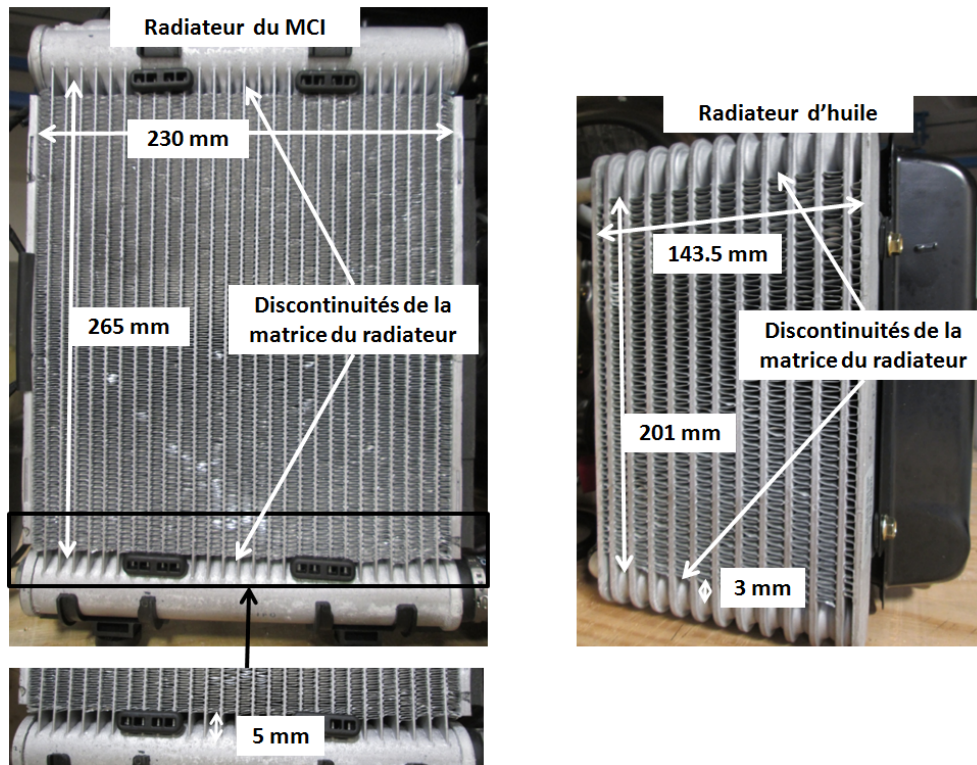 Radiateur du MCI
230 mm
265 mm
Discontinuités de la
matrice du radiateur
5 mm
Radiateur d'huile
143.5 mm
Discontinuités de la
matrice du radiateur
201 mm
3 mm